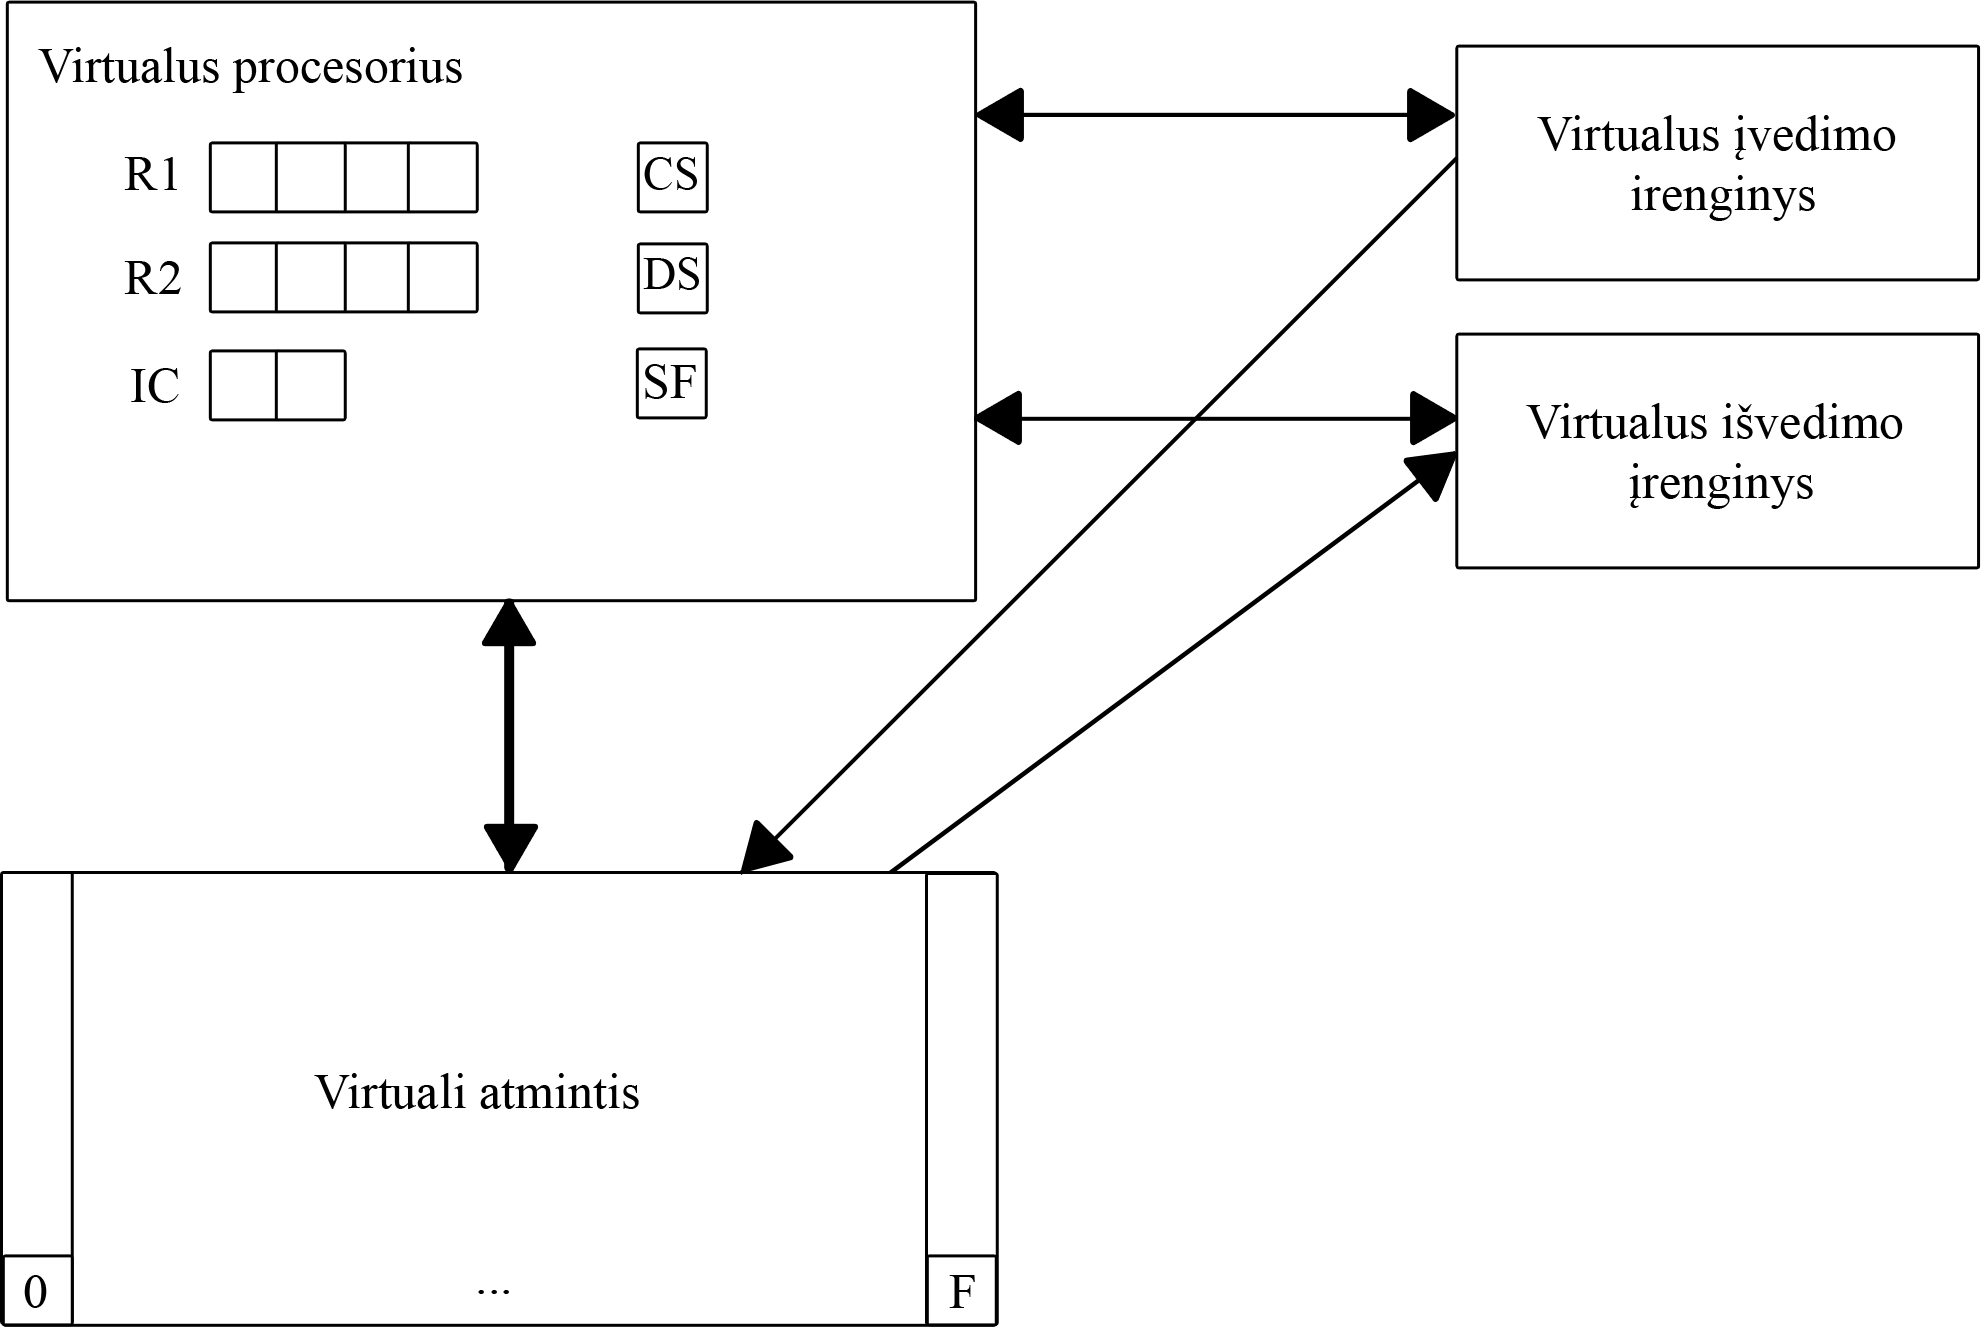 Virtualus procesorius
R1
CS
R2
DS
IC
SF
Virtualus įvedimo
irenginys
Virtualus išvedimo
įrenginys
Virtuali atmintis
0
...
F